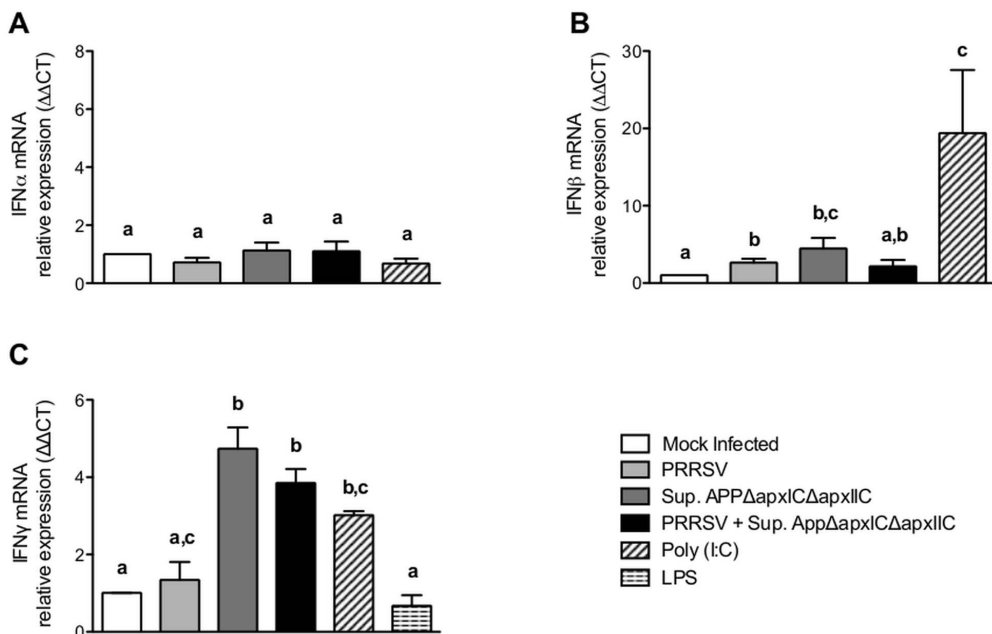 A
IFNα mRNA
relative expression (ΔΔCT)
8
6
4
2
0
a
a
a
a
a
B
IFNβ mRNA
relative expression (ΔΔCT)
30
20
10
0
a
b
b,c
a,b
c
C
IFNγ mRNA
relative expression (ΔΔCT)
6
4
2
0
a
a,c
b
b
b,c
a
Mock Infected
PRRSV
Sup. APPΔapxICΔapxIIC
PRRSV + Sup. AppΔapxICΔapxIIC
Poly (I:C)
LPS